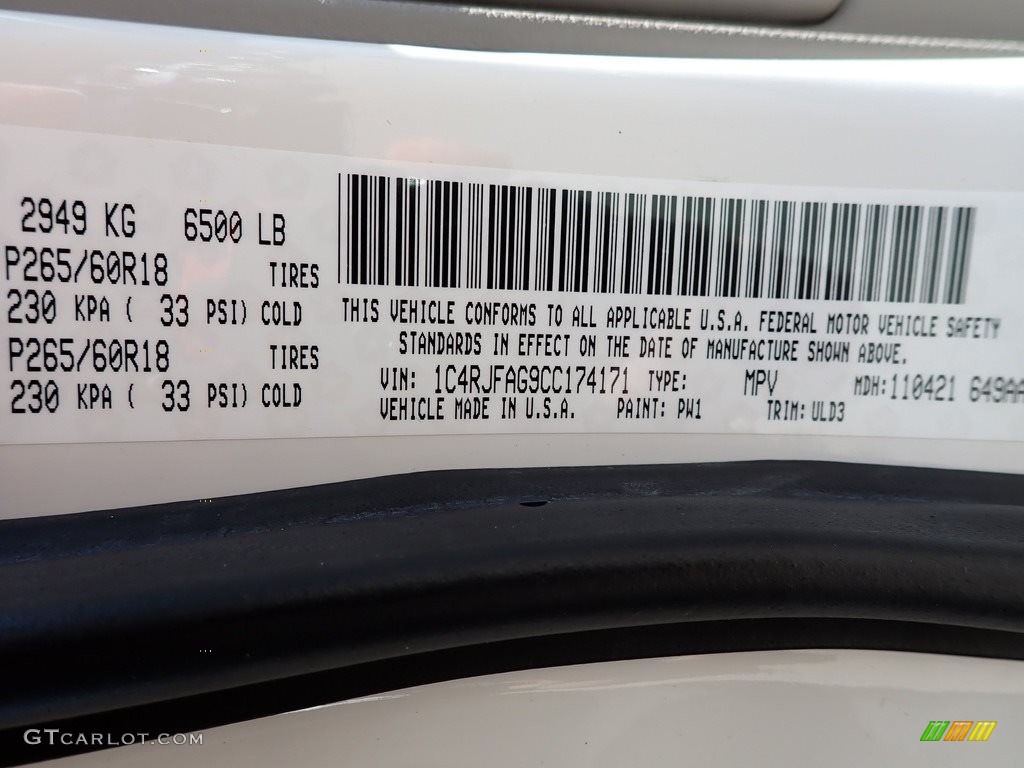 2949 KG 6500 LB
P265/60R18 TIRES
230 KPA ( 33 PSI) COLD
P265/60R18 TIRES
230 KPA ( 33 PSI) COLD
THIS VEHICLE CONFORMS TO ALL APPLICABLE U.S.A. FEDERAL MOTOR VEHICLE SAFETY
STANDARDS IN EFFECT ON THE DATE OF MANUFACTURE SHOWN ABOVE.
VIN: 1C4RJFAG9CC174171 TYPE: MPV MDH:110421 649AA
VEHICLE MADE IN U.S.A. PAINT: PW1 TRIM:ULD3
GTCARLOT.COM